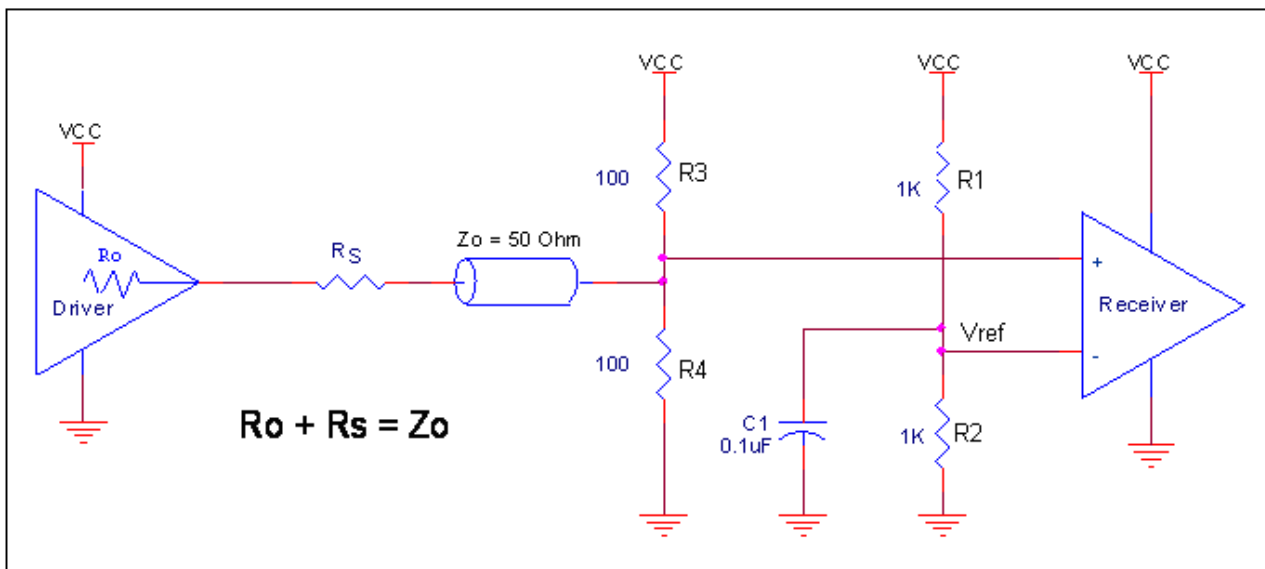 VCC
VCC
VCC
VCC
Ro
Driver
RS
Zo = 50 Ohm
100
R3
100
R4
1K
R1
Vref
1K
R2
C1
0.1uF
+
-
Receiver
Ro + Rs = Zo